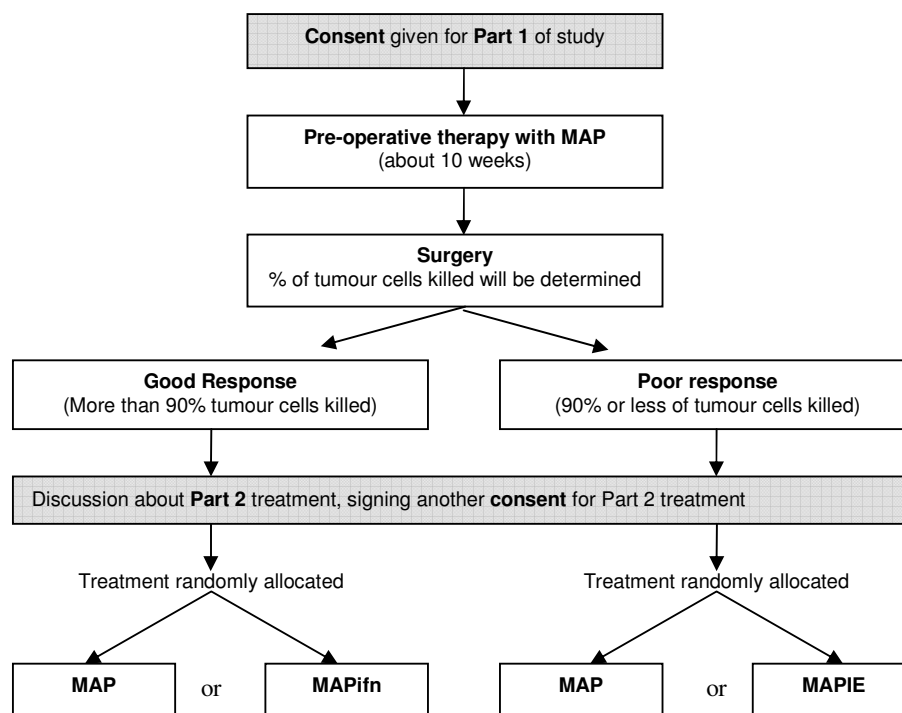 Consent given for Part 1 of study
Pre-operative therapy with MAP
(about 10 weeks)
Surgery
% of tumour cells killed will be determined
Good Response
(More than 90% tumour cells killed)
Poor response
(90% or less of tumour cells killed)
Discussion about Part 2 treatment, signing another consent for Part 2 treatment
Treatment randomly allocated
Treatment randomly allocated
MAP or MAPifn
MAP or MAPIE